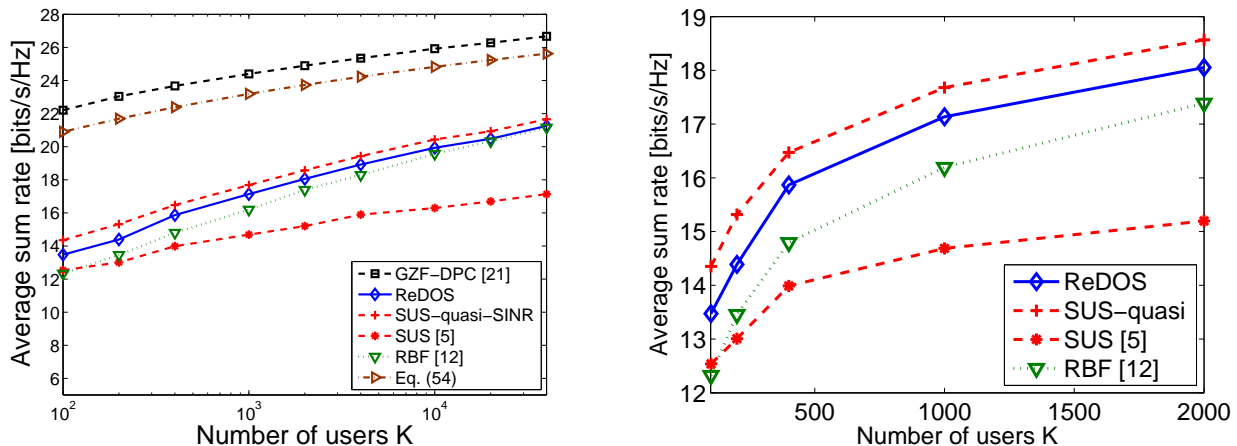 Average sum rate [bits/s/Hz]
28
26
24
22
20
18
16
14
12
10
8
6
10^2
10^3
10^4
Number of users K
GZF-DPC [21]
ReDOS
SUS-quasi-SINR
SUS [5]
RBF [12]
Eq. (54)
Average sum rate [bits/s/Hz]
19
18
17
16
15
14
13
12
500
1000
1500
2000
Number of users K
ReDOS
SUS-quasi
SUS [5]
RBF [12]